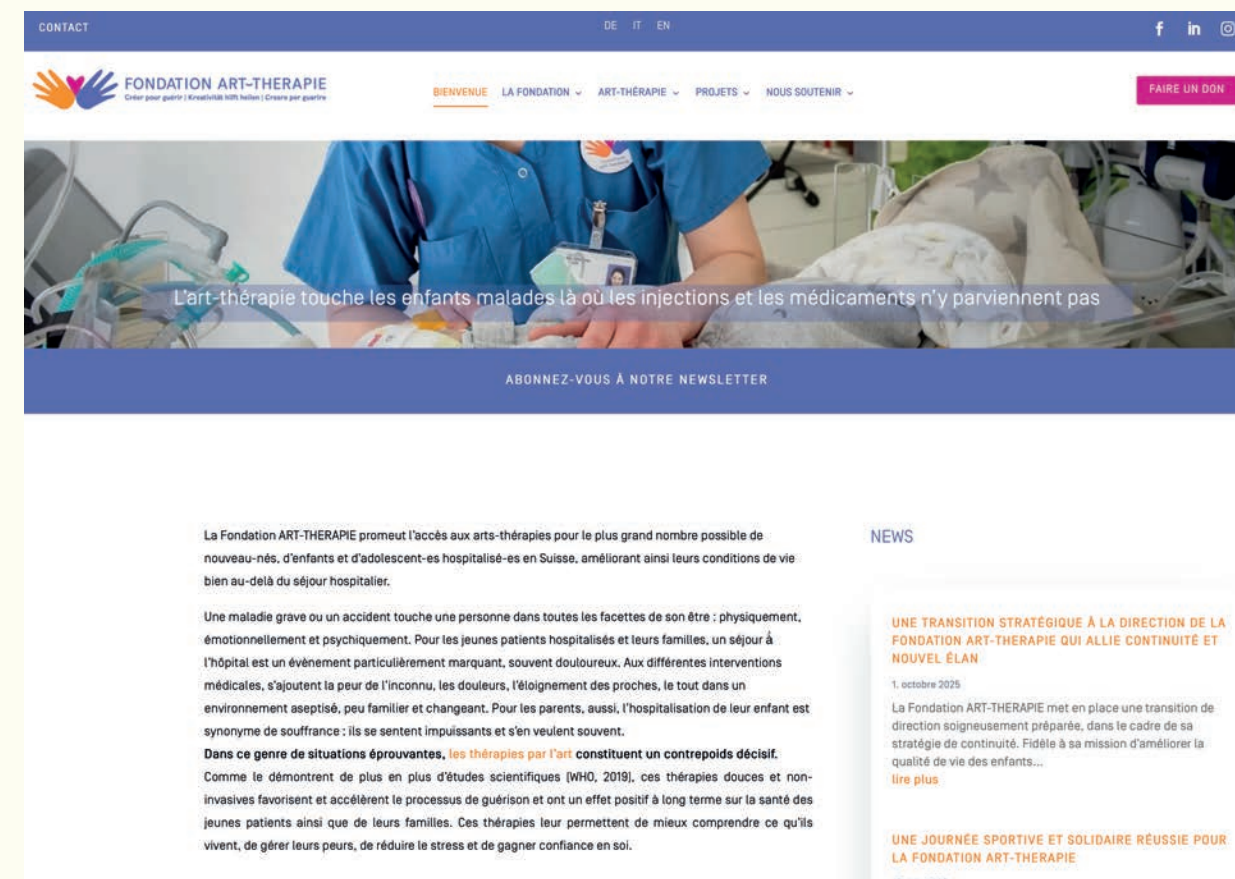 CONTACT
DE IT EN
FONDATION ART-THERAPIE
Créer pour guérir | Kreativität hilft heilen | Creare per guarire
BIENVENUE LA FONDATION ART-THÉRAPIE PROJETS NOUS SOUTENIR
FAIRE UN DON
L'art-thérapie touche les enfants malades là où les injections et les médicaments n'y parviennent pas
ABONNEZ-VOUS À NOTRE NEWSLETTER
La Fondation ART-THERAPIE promeut l'accès aux arts-thérapies pour le plus grand nombre possible de
nouveau-nés, d'enfants et d'adolescent-es hospitalisé-es en Suisse, améliorant ainsi leurs conditions de vie
bien au-delà du séjour hospitalier.
Une maladie grave ou un accident touche une personne dans toutes les facettes de son être : physiquement,
émotionnellement et psychiquement. Pour les jeunes patients hospitalisés et leurs familles, un séjour à
l'hôpital est un évènement particulièrement marquant, souvent douloureux. Aux différentes interventions
médicales, s'ajoutent la peur de l'inconnu, les douleurs, l'éloignement des proches, le tout dans un
environnement aseptisé, peu familier et changeant. Pour les parents, aussi, l'hospitalisation de leur enfant est
synonyme de souffrance : ils se sentent impuissants et s'en veulent souvent.
Dans ce genre de situations éprouvantes, les thérapies par l'art constituent un contrepoids décisif.
Comme le démontrent de plus en plus d'études scientifiques (WHO, 2019), ces thérapies douces et non-
invasives favorisent et accélèrent le processus de guérison et ont un effet positif à long terme sur la santé des
jeunes patients ainsi que de leurs familles. Ces thérapies leur permettent de mieux comprendre ce qu'ils
vivent, de gérer leurs peurs, de réduire le stress et de gagner confiance en soi.
NEWS
UNE TRANSITION STRATÉGIQUE À LA DIRECTION DE LA
FONDATION ART-THERAPIE QUI ALLIE CONTINUITÉ ET
NOUVEL ÉLAN
1. octobre 2025
La Fondation ART-THERAPIE met en place une transition de
direction soigneusement préparée, dans le cadre de sa
stratégie de continuité. Fidèle à sa mission d'améliorer la
qualité de vie des enfants...
lire plus
UNE JOURNÉE SPORTIVE ET SOLIDAIRE RÉUSSIE POUR
LA FONDATION ART-THERAPIE